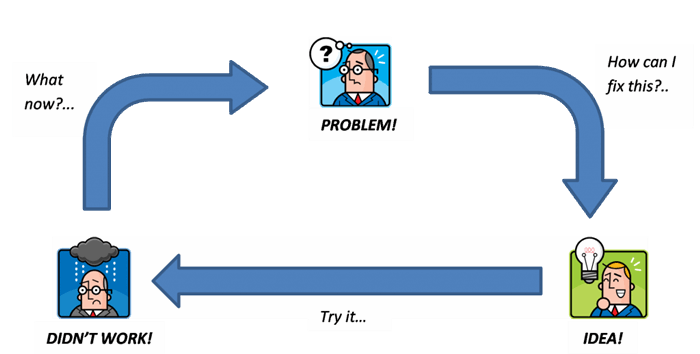 What
now?...
?
PROBLEM!
How can I
fix this?..
IDEA!
Try it...
DIDN'T WORK!